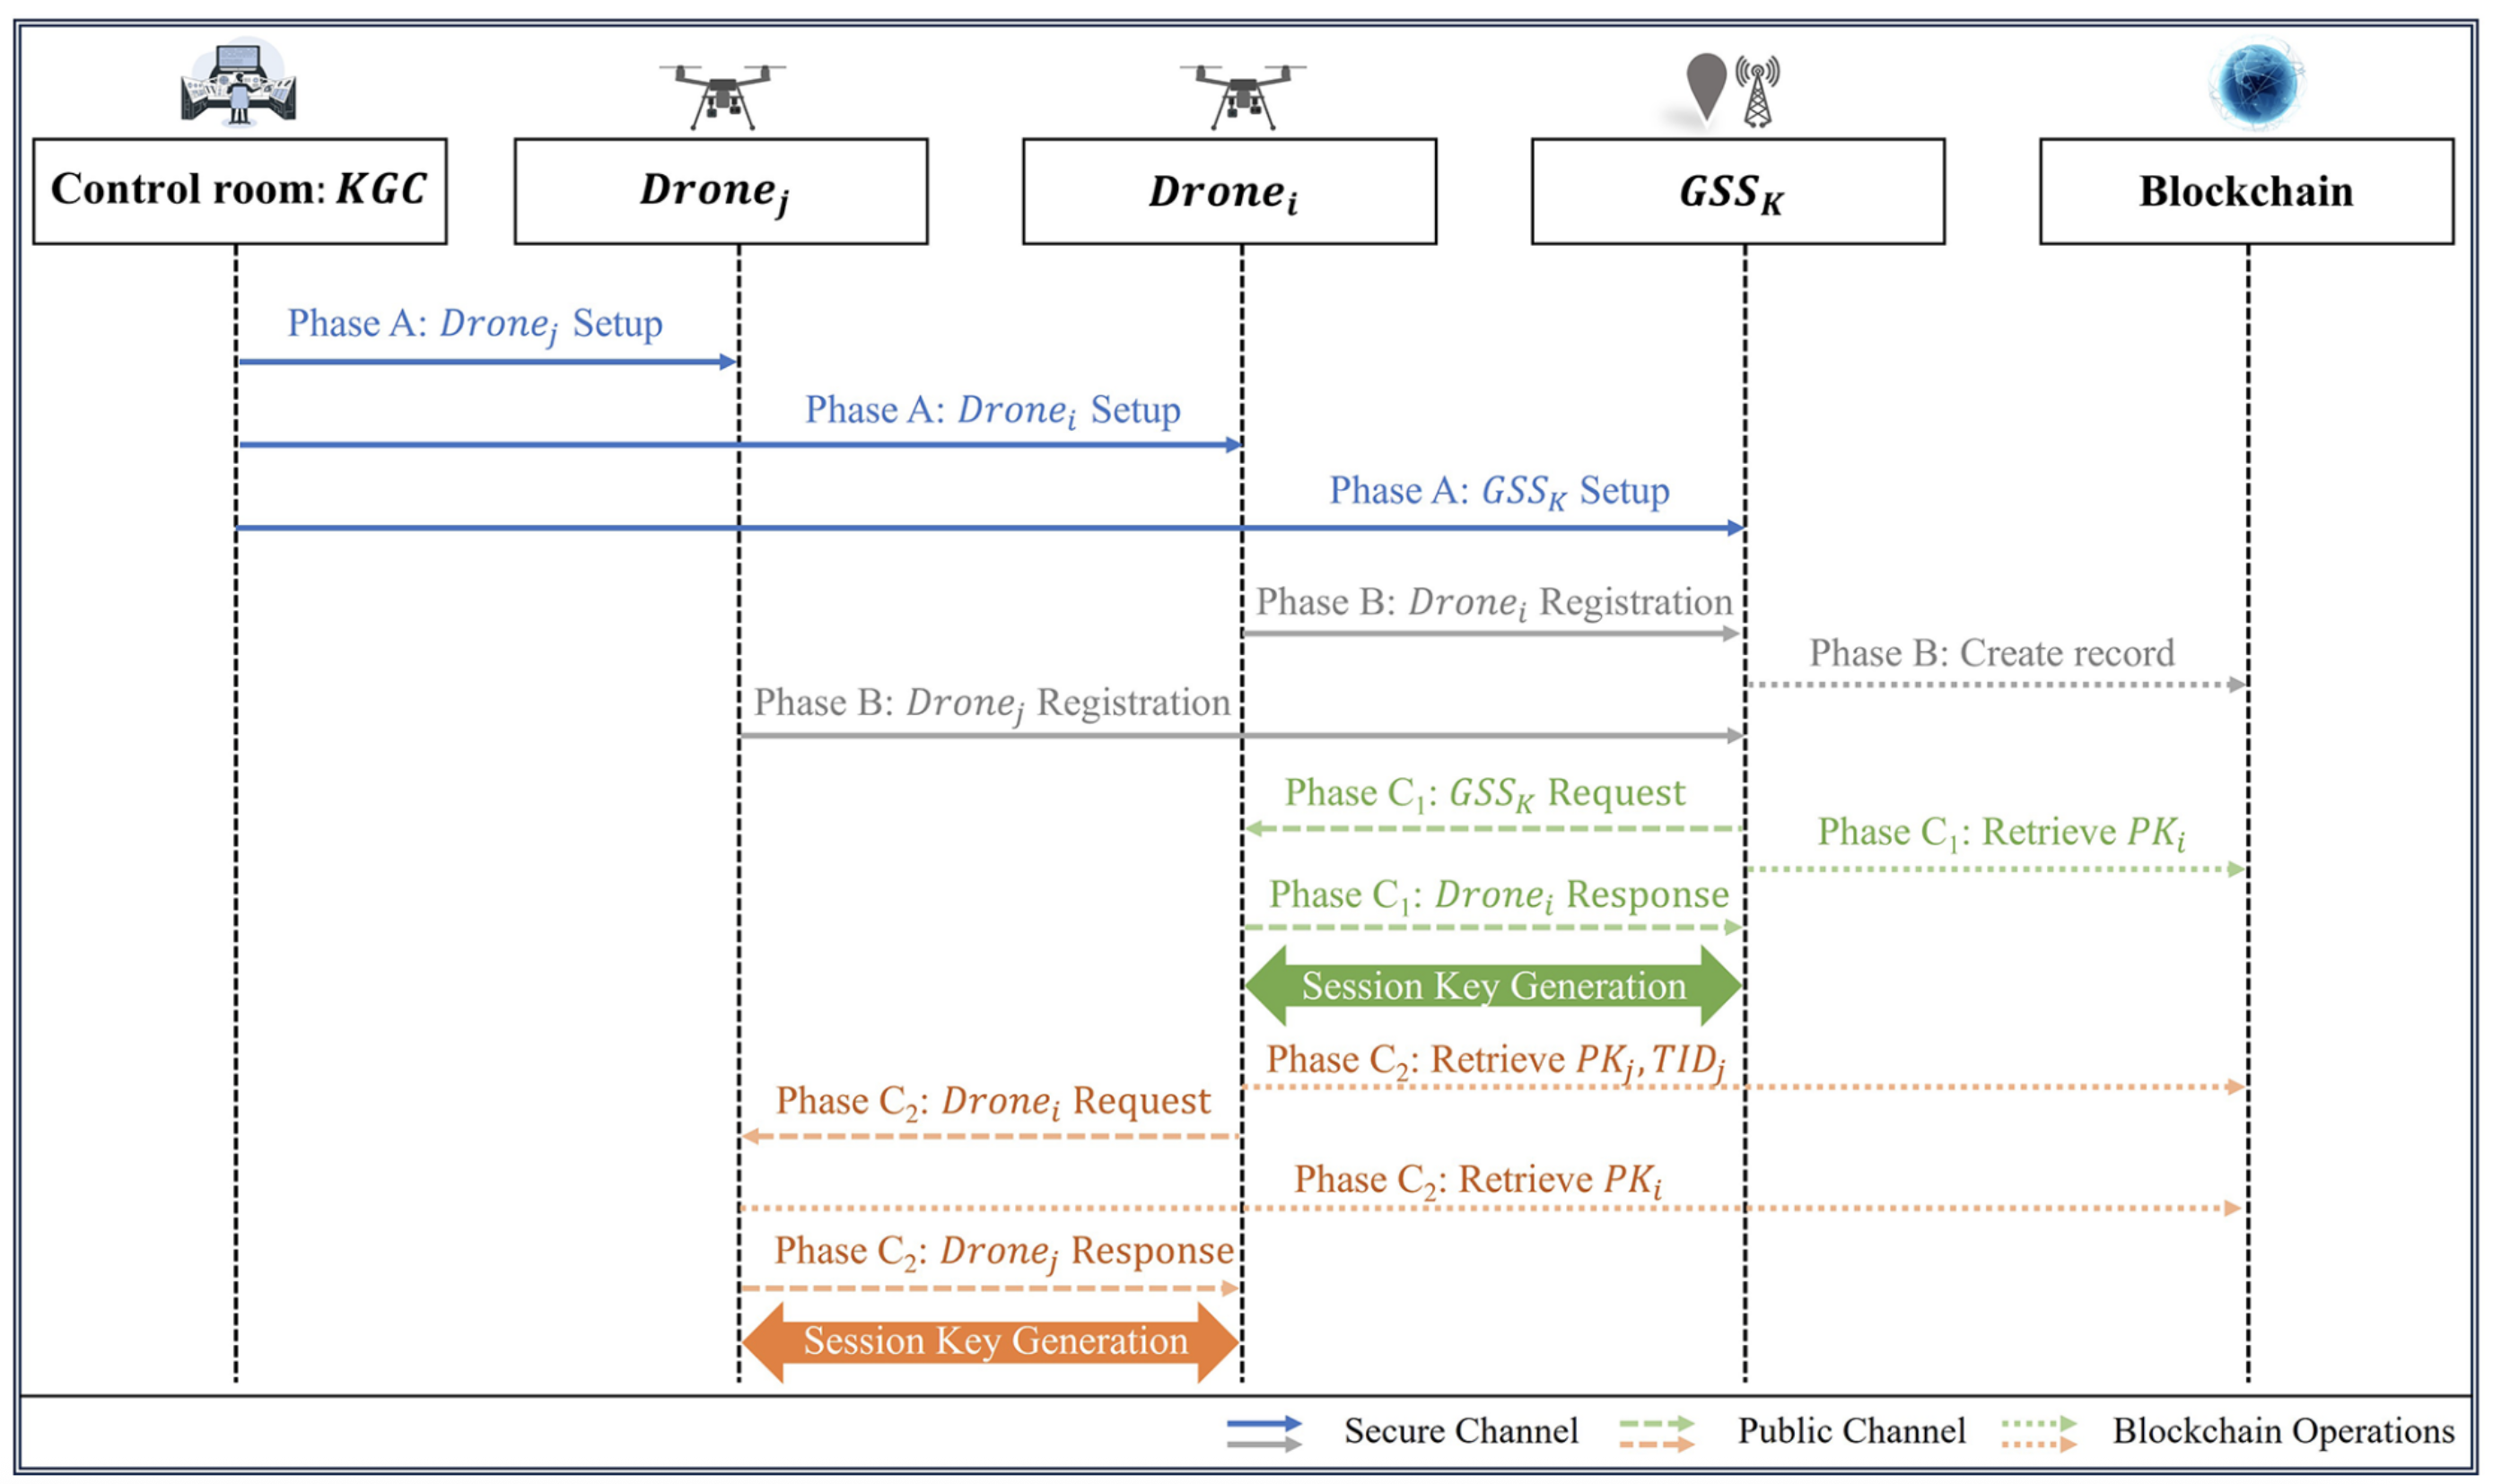 Control room: KGC
Drone_j
Drone_i
GSS_K
Blockchain
Phase A: Drone_j Setup
Phase A: Drone_i Setup
Phase A: GSS_K Setup
Phase B: Drone_i Registration
Phase B: Create record
Phase B: Drone_j Registration
Phase C_1: GSS_K Request
Phase C_1: Retrieve PK_i
Phase C_1: Drone_i Response
Session Key Generation
Phase C_2: Retrieve PK_j, TID_j
Phase C_2: Drone_i Request
Phase C_2: Retrieve PK_i
Phase C_2: Drone_j Response
Session Key Generation
Secure Channel
Public Channel
Blockchain Operations